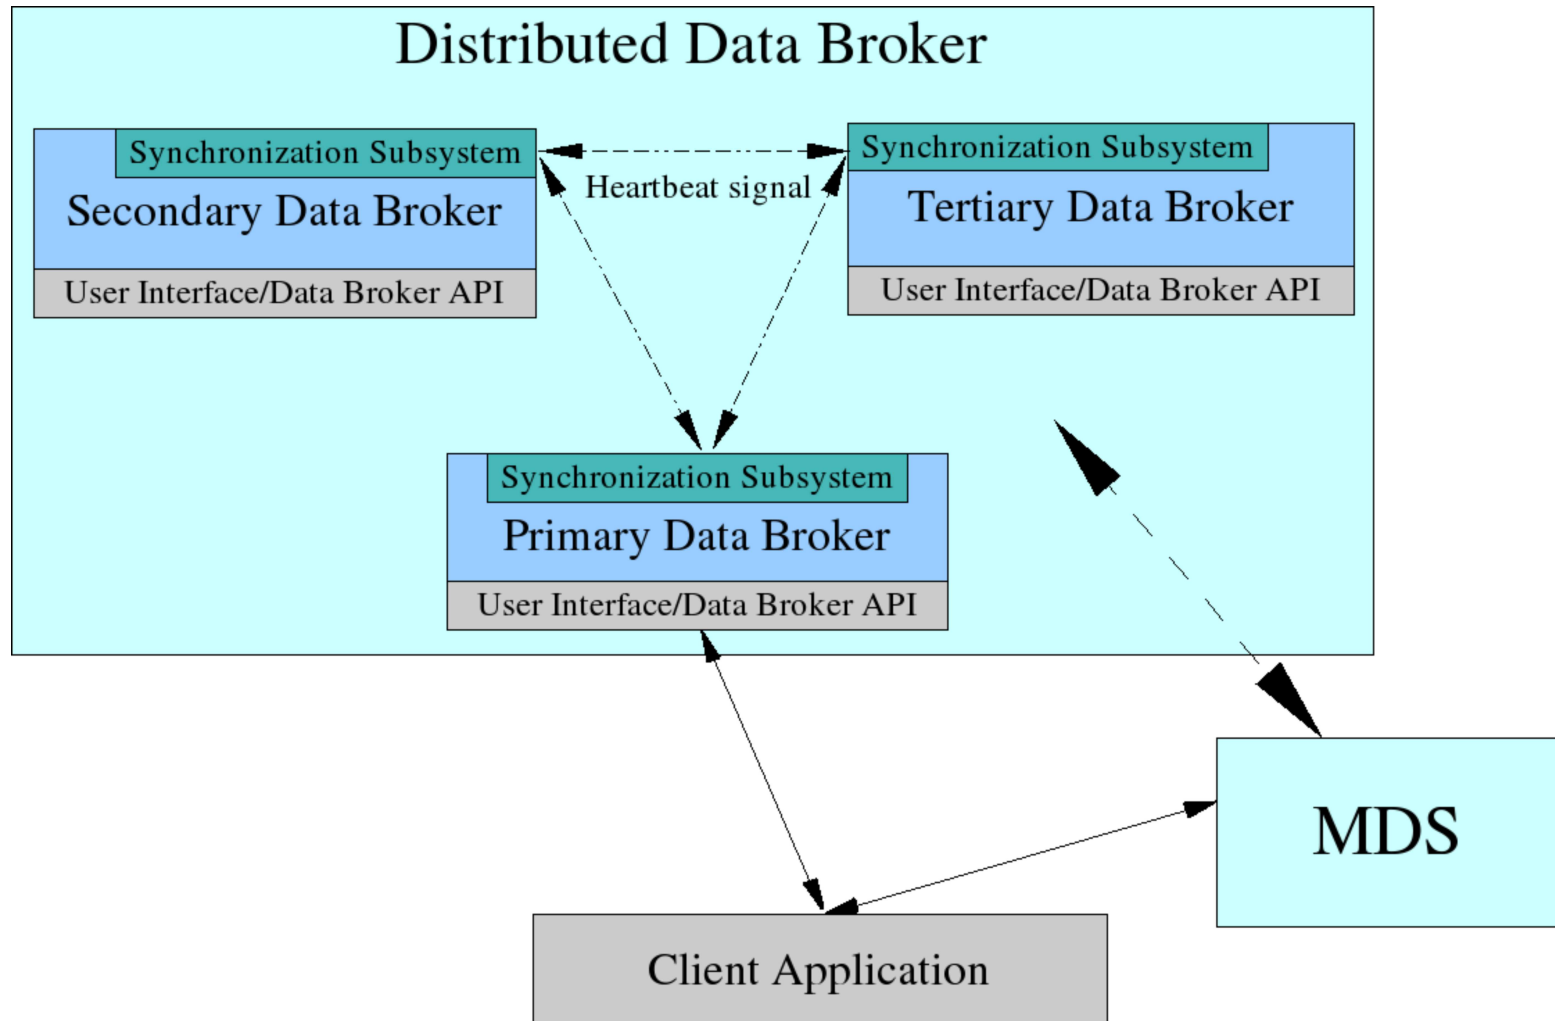 Distributed Data Broker
Synchronization Subsystem
Secondary Data Broker
User Interface/Data Broker API
Heartbeat signal
Synchronization Subsystem
Tertiary Data Broker
User Interface/Data Broker API
Synchronization Subsystem
Primary Data Broker
User Interface/Data Broker API
MDS
Client Application